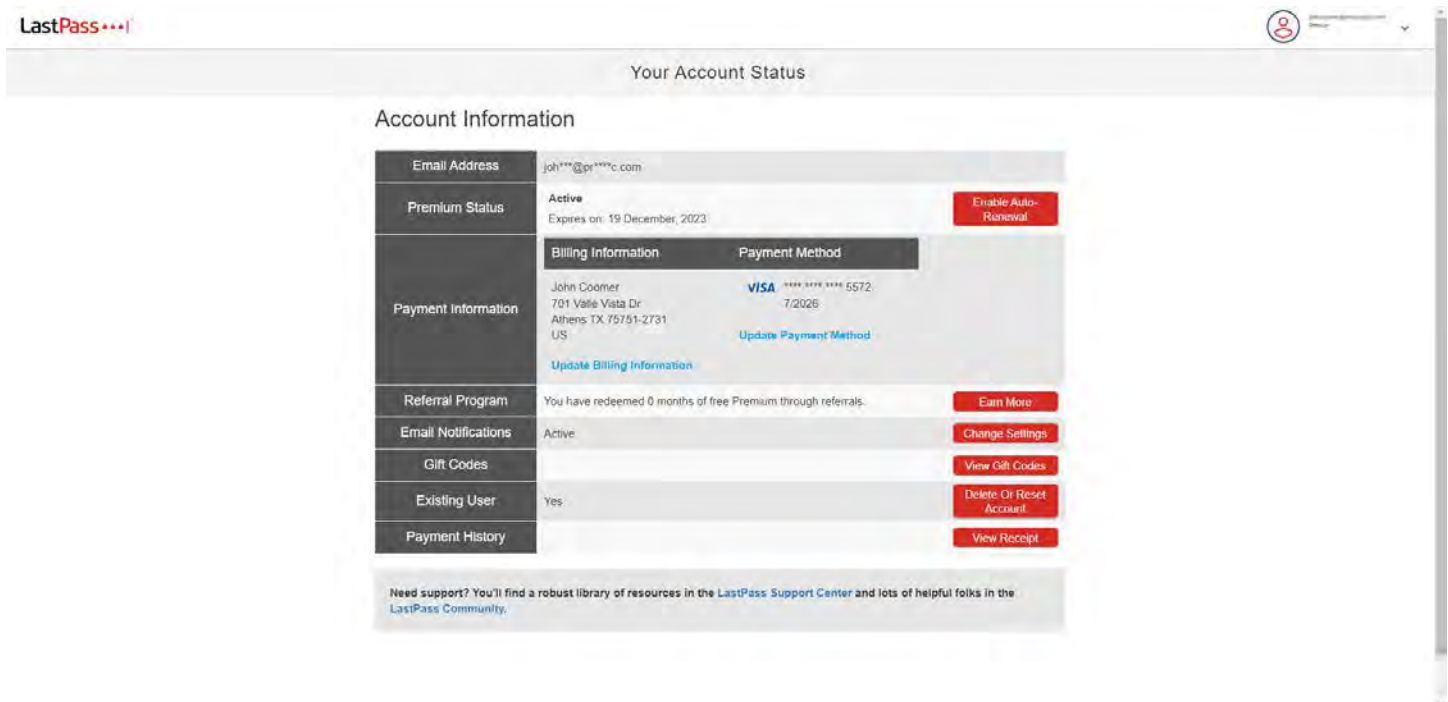 LastPass
Your Account Status
Account Information
Email Address
joh***@pr****c.com
Premium Status
Active
Expires on: 19 December, 2023
Enable Auto-
Renewal
Payment Information
Billing Information
Payment Method
John Coomer
701 Valle Vista Dr
Athens TX 75751-2731
US
Update Billing Information
VISA **** **** **** 5572
7/2026
Update Payment Method
Referral Program
You have redeemed 0 months of free Premium through referrals.
Earn More
Email Notifications
Active
Change Settings
Gift Codes
View Gift Codes
Existing User
Yes
Delete Or Reset
Account
Payment History
View Receipt
Need support? You'll find a robust library of resources in the LastPass Support Center and lots of helpful folks in the
LastPass Community.